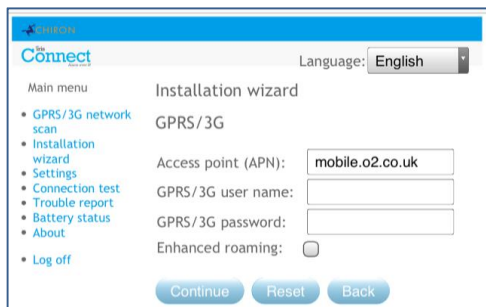 CHIRON
Connect
Language: English
Main menu
• GPRS/3G network
scan
• Installation
wizard
• Settings
• Connection test
• Trouble report
• Battery status
• About
• Log off
Installation wizard
GPRS/3G
Access point (APN): mobile.o2.co.uk
GPRS/3G user name:
GPRS/3G password:
Enhanced roaming:
Continue Reset Back